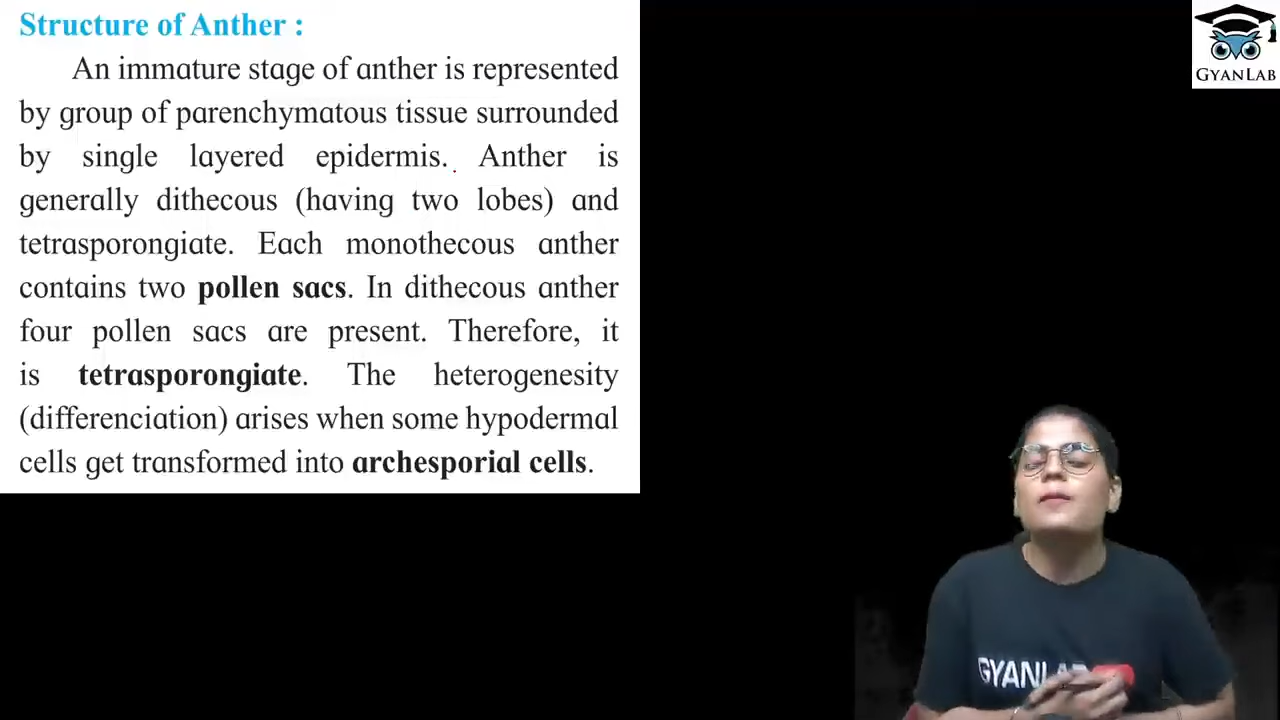 Structure of Anther :
An immature stage of anther is represented
by group of parenchymatous tissue surrounded
by single layered epidermis. Anther is
generally dithecous (having two lobes) and
tetrasporongiate. Each monothecous anther
contains two pollen sacs. In dithecous anther
four pollen sacs are present. Therefore, it
is tetrasporongiate. The heterogenesity
(differenciation) arises when some hypodermal
cells get transformed into archesporial cells.
GYANLAB